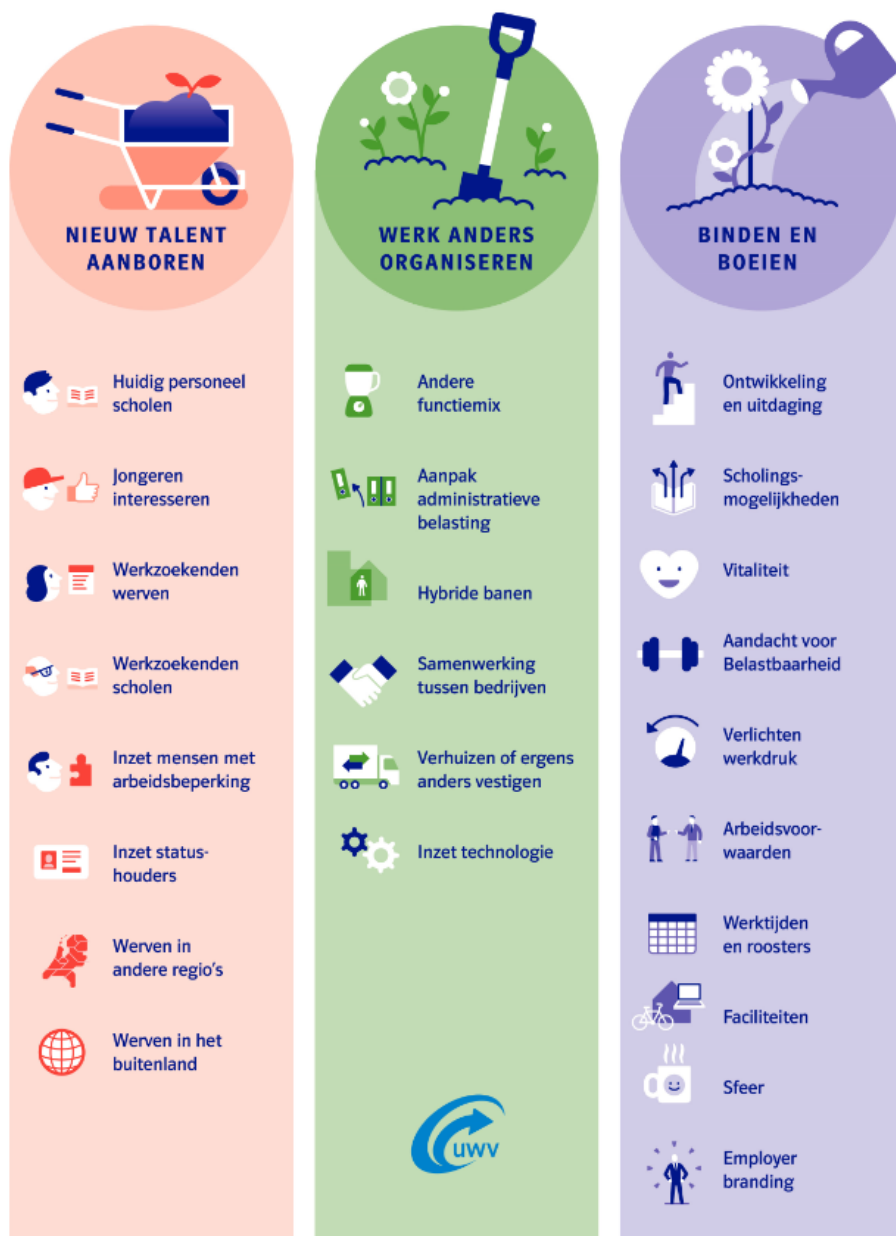 NIEUW TALENT
AANBOREN
Huidig personeel
scholen
Jongeren
interesseren
Werkzoekenden
werven
Werkzoekenden
scholen
Inzet mensen met
arbeidsbeperking
Inzet status-
houders
Werven in
andere regio's
Werven in het
buitenland
WERK ANDERS
ORGANISEREN
Andere
functiemix
Aanpak
administratieve
belasting
Hybride banen
Samenwerking
tussen bedrijven
Verhuizen of ergens
anders vestigen
Inzet technologie
UWV
BINDEN EN
BOEIEN
Ontwikkeling
en uitdaging
Scholings-
mogelijkheden
Vitaliteit
Aandacht voor
Belastbaarheid
Verlichten
werkdruk
Arbeidsvoor-
waarden
Werktijden
en roosters
Faciliteiten
Sfeer
Employer
branding